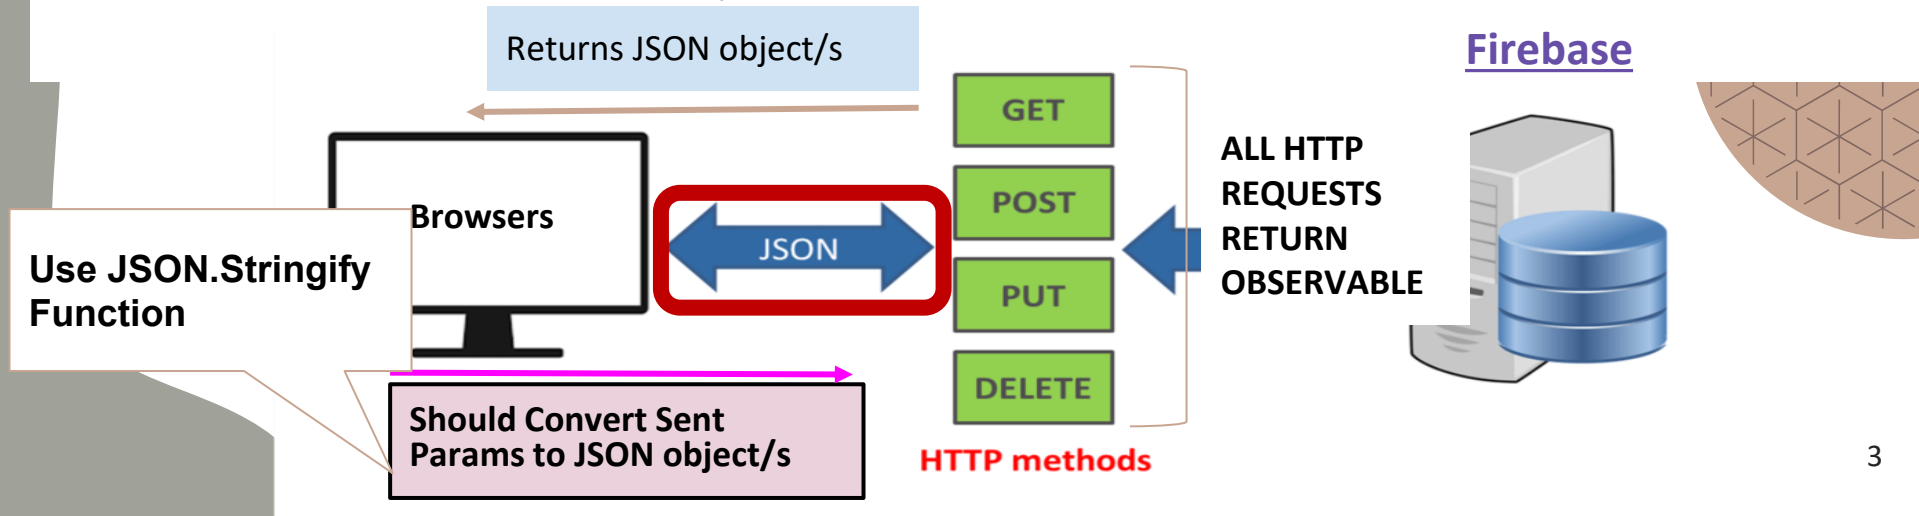 Returns JSON object/s
Firebase
GET
ALL HTTP
REQUESTS
RETURN
OBSERVABLE
POST
Browsers
JSON
Use JSON.Stringify
Function
PUT
DELETE
Should Convert Sent
Params to JSON object/s
HTTP methods
3